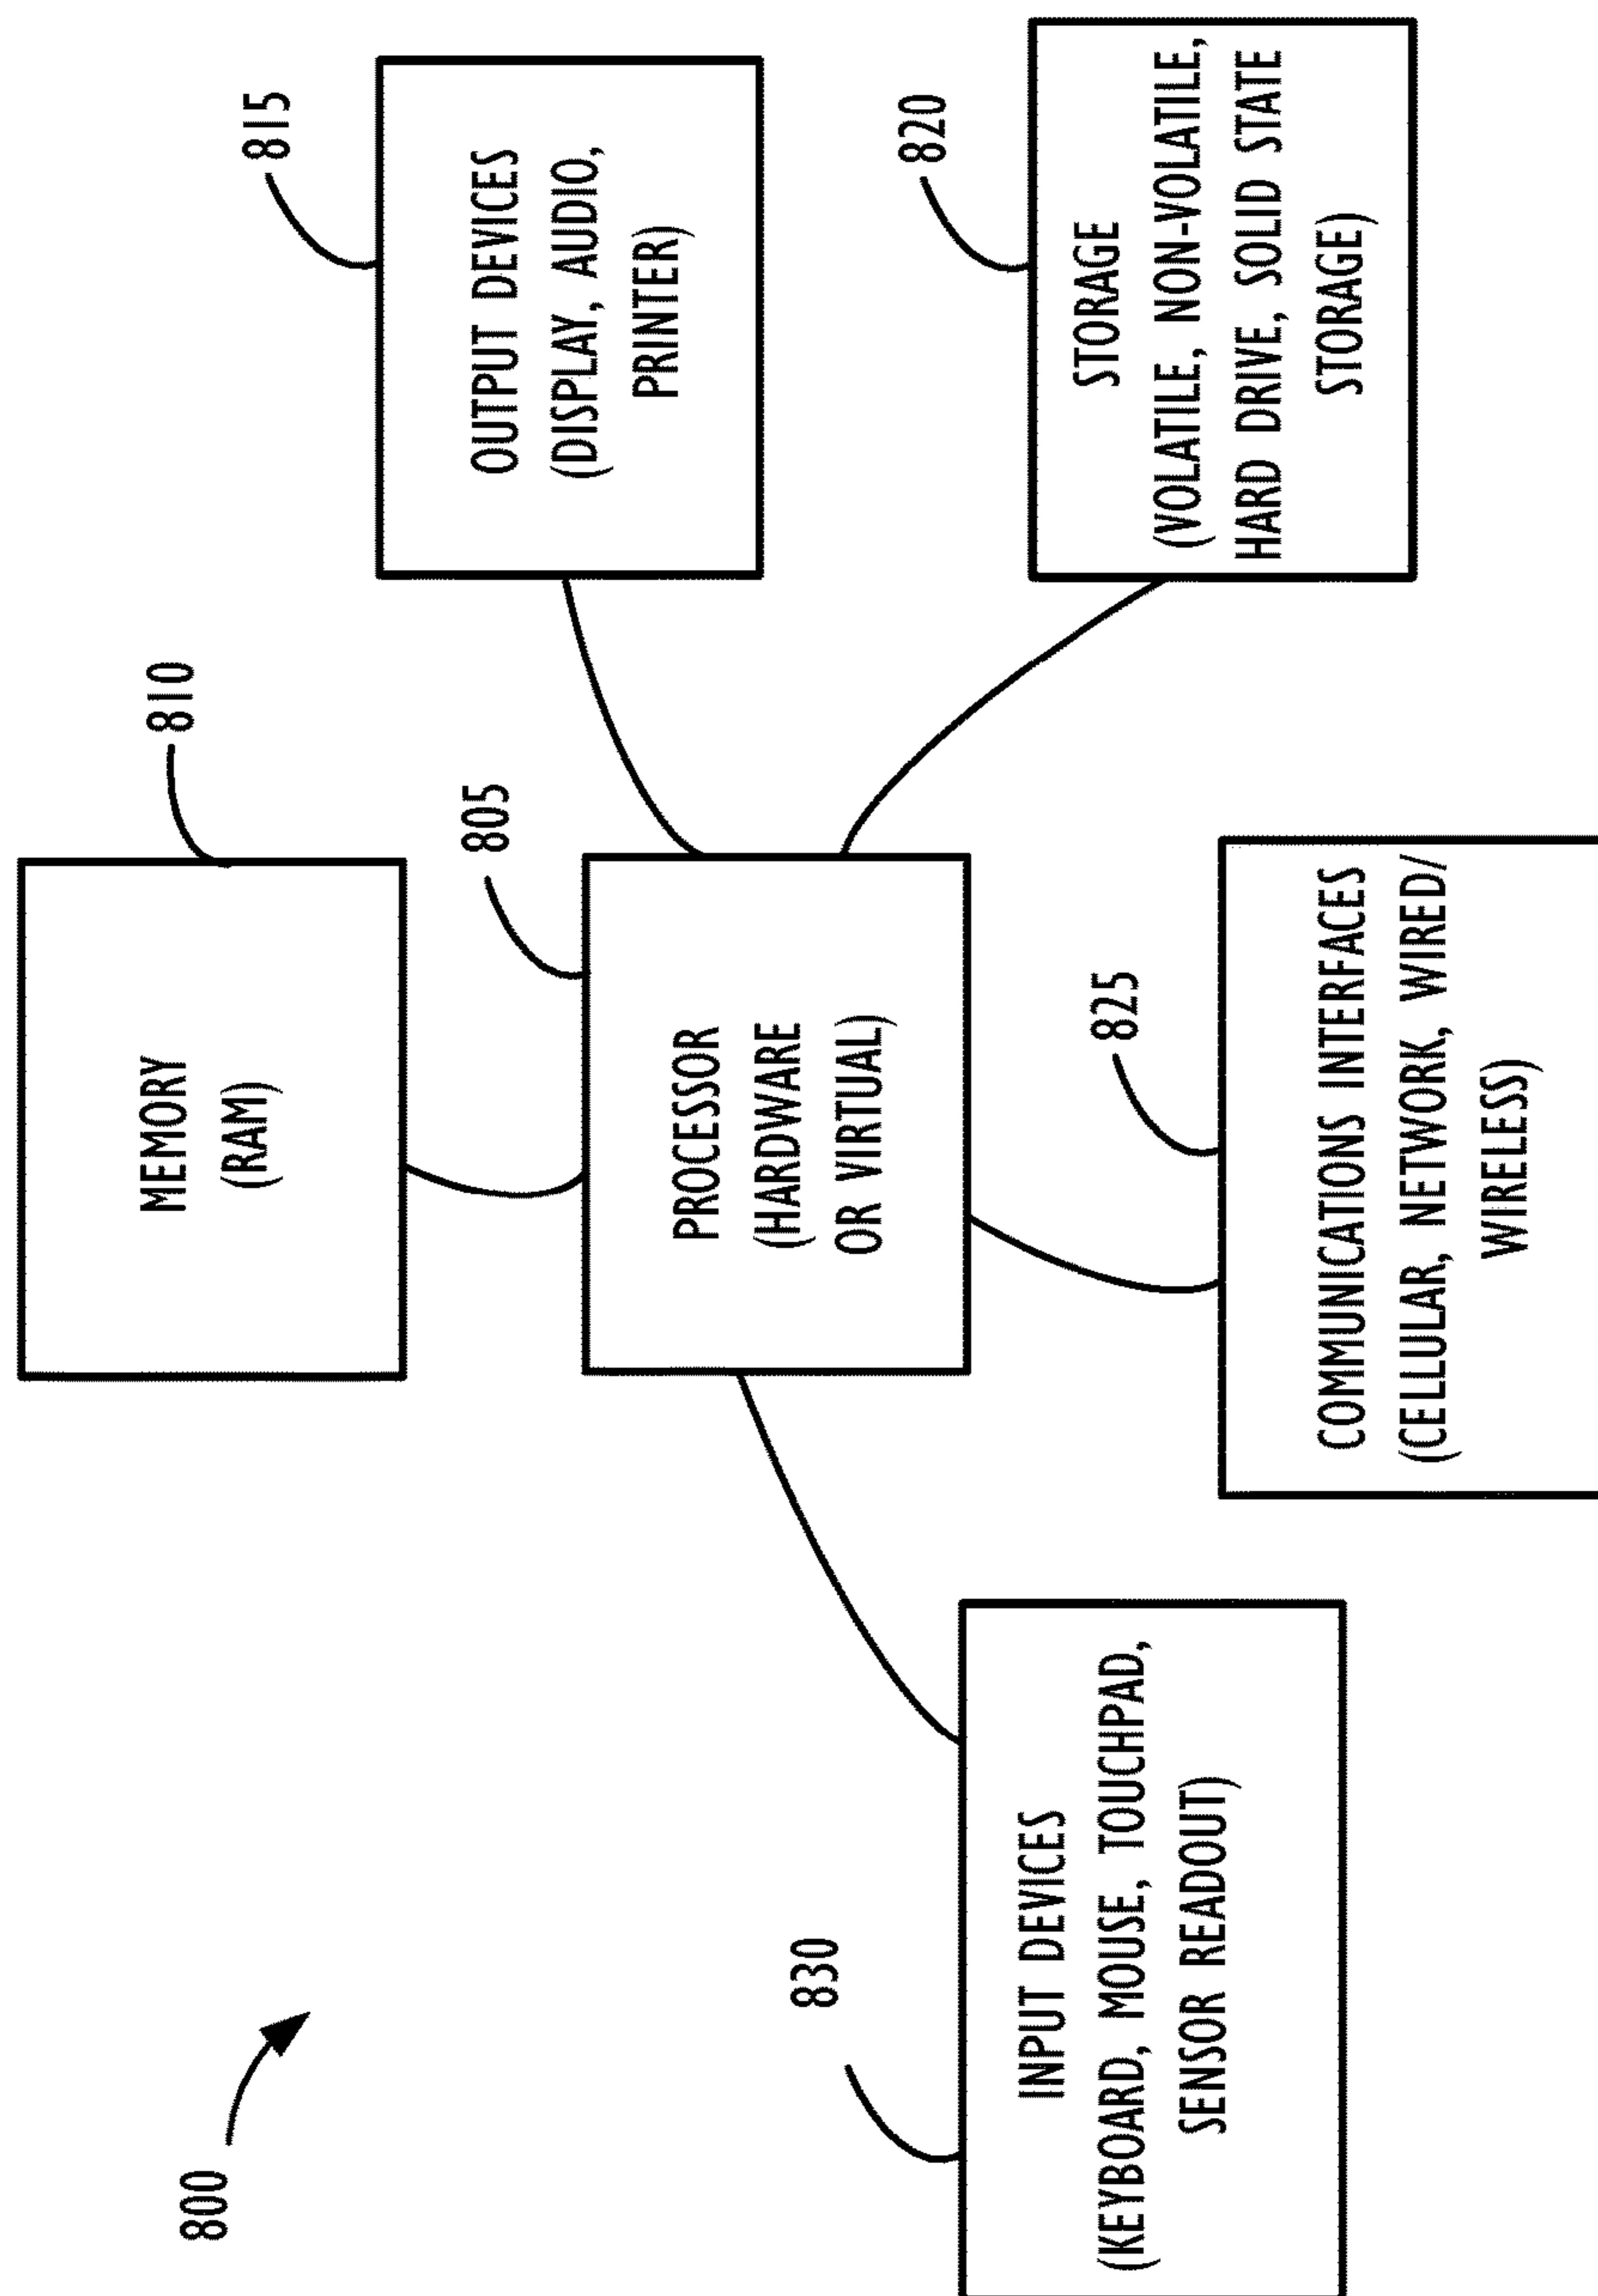 800
MEMORY
(RAM)
810
815
OUTPUT DEVICES
(DISPLAY, AUDIO,
PRINTER)
805
PROCESSOR
(HARDWARE
OR VIRTUAL)
820
STORAGE
(VOLATILE, NON-VOLATILE,
HARD DRIVE, SOLID STATE
STORAGE)
830
INPUT DEVICES
(KEYBOARD, MOUSE, TOUCHPAD,
SENSOR READOUT)
825
COMMUNICATIONS INTERFACES
(CELLULAR, NETWORK, WIRED/
WIRELESS)